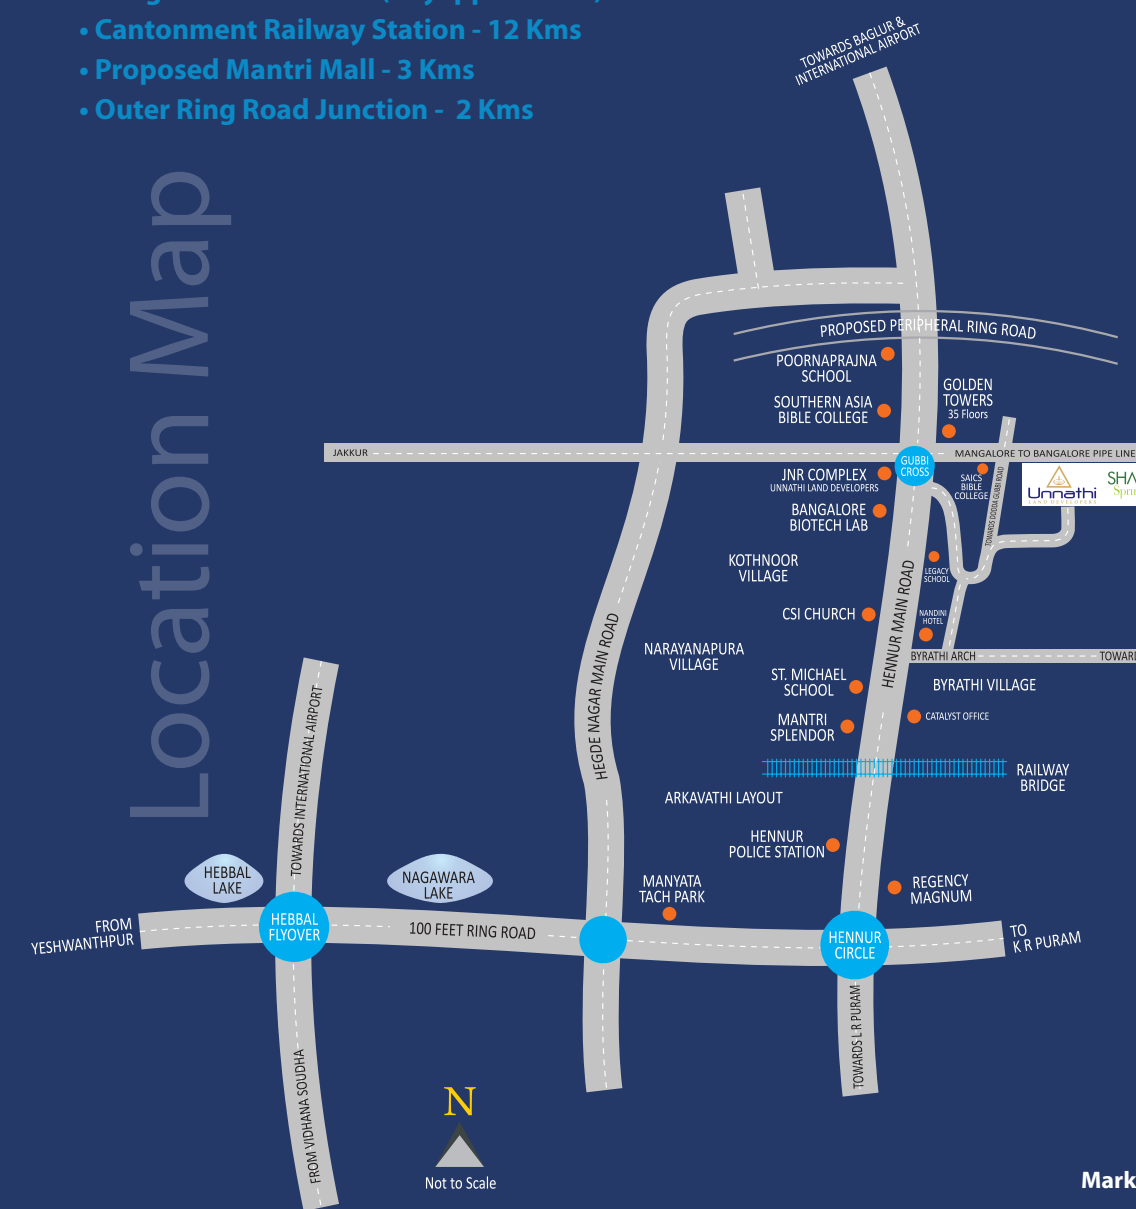 • Cantonment Railway Station - 12 Kms
• Proposed Mantri Mall - 3 Kms
• Outer Ring Road Junction - 2 Kms
Location Map
TOWARDS BAGLUR &
INTERNATIONAL AIRPORT
PROPOSED PERIPHERAL RING ROAD
POORNAPRAJNA
SCHOOL
SOUTHERN ASIA
BIBLE COLLEGE
GOLDEN
TOWERS
35 Floors
JAKKUR
GUBBI
CROSS
MANGALORE TO BANGALORE PIPE LINE
JNR COMPLEX
UNNATHI LAND DEVELOPERS
SAICS
BIBLE
COLLEGE
TOWARDS DODDA GUBBI ROAD
Unnathi
LAND DEVELOPERS
BANGALORE
BIOTECH LAB
KOTHNOOR
VILLAGE
LEGACY
SCHOOL
CSI CHURCH
NANDINI
HOTEL
HENNUR MAIN ROAD
HEGDE NAGAR MAIN ROAD
NARAYANAPURA
VILLAGE
BYRATHI ARCH
ST. MICHAEL
SCHOOL
BYRATHI VILLAGE
MANTRI
SPLENDOR
CATALYST OFFICE
TOWARDS INTERNATIONAL AIRPORT
RAILWAY
BRIDGE
ARKAVATHI LAYOUT
HENNUR
POLICE STATION
HEBBAL
LAKE
NAGAWARA
LAKE
MANYATA
TACH PARK
REGENCY
MAGNUM
FROM
YESHWANTHPUR
HEBBAL
FLYOVER
100 FEET RING ROAD
HENNUR
CIRCLE
TO
K R PURAM
TOWARDS L R PURAM
FROM VIDHANA SOUDHA
N
Not to Scale